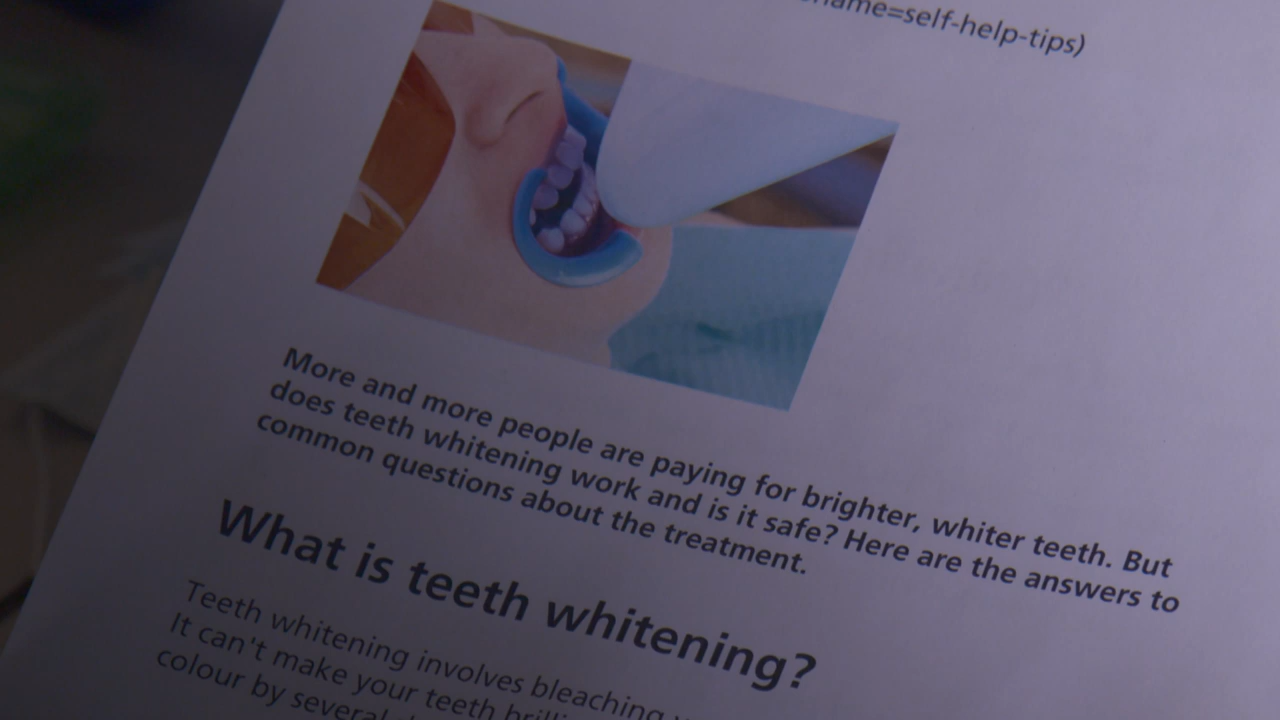 name=self-help-tips)
More and more people are paying for brighter, whiter teeth. But
does teeth whitening work and is it safe? Here are the answers to
common questions about the treatment.
What is teeth whitening?
Teeth whitening involves bleaching
It can't make your teeth
colour by several